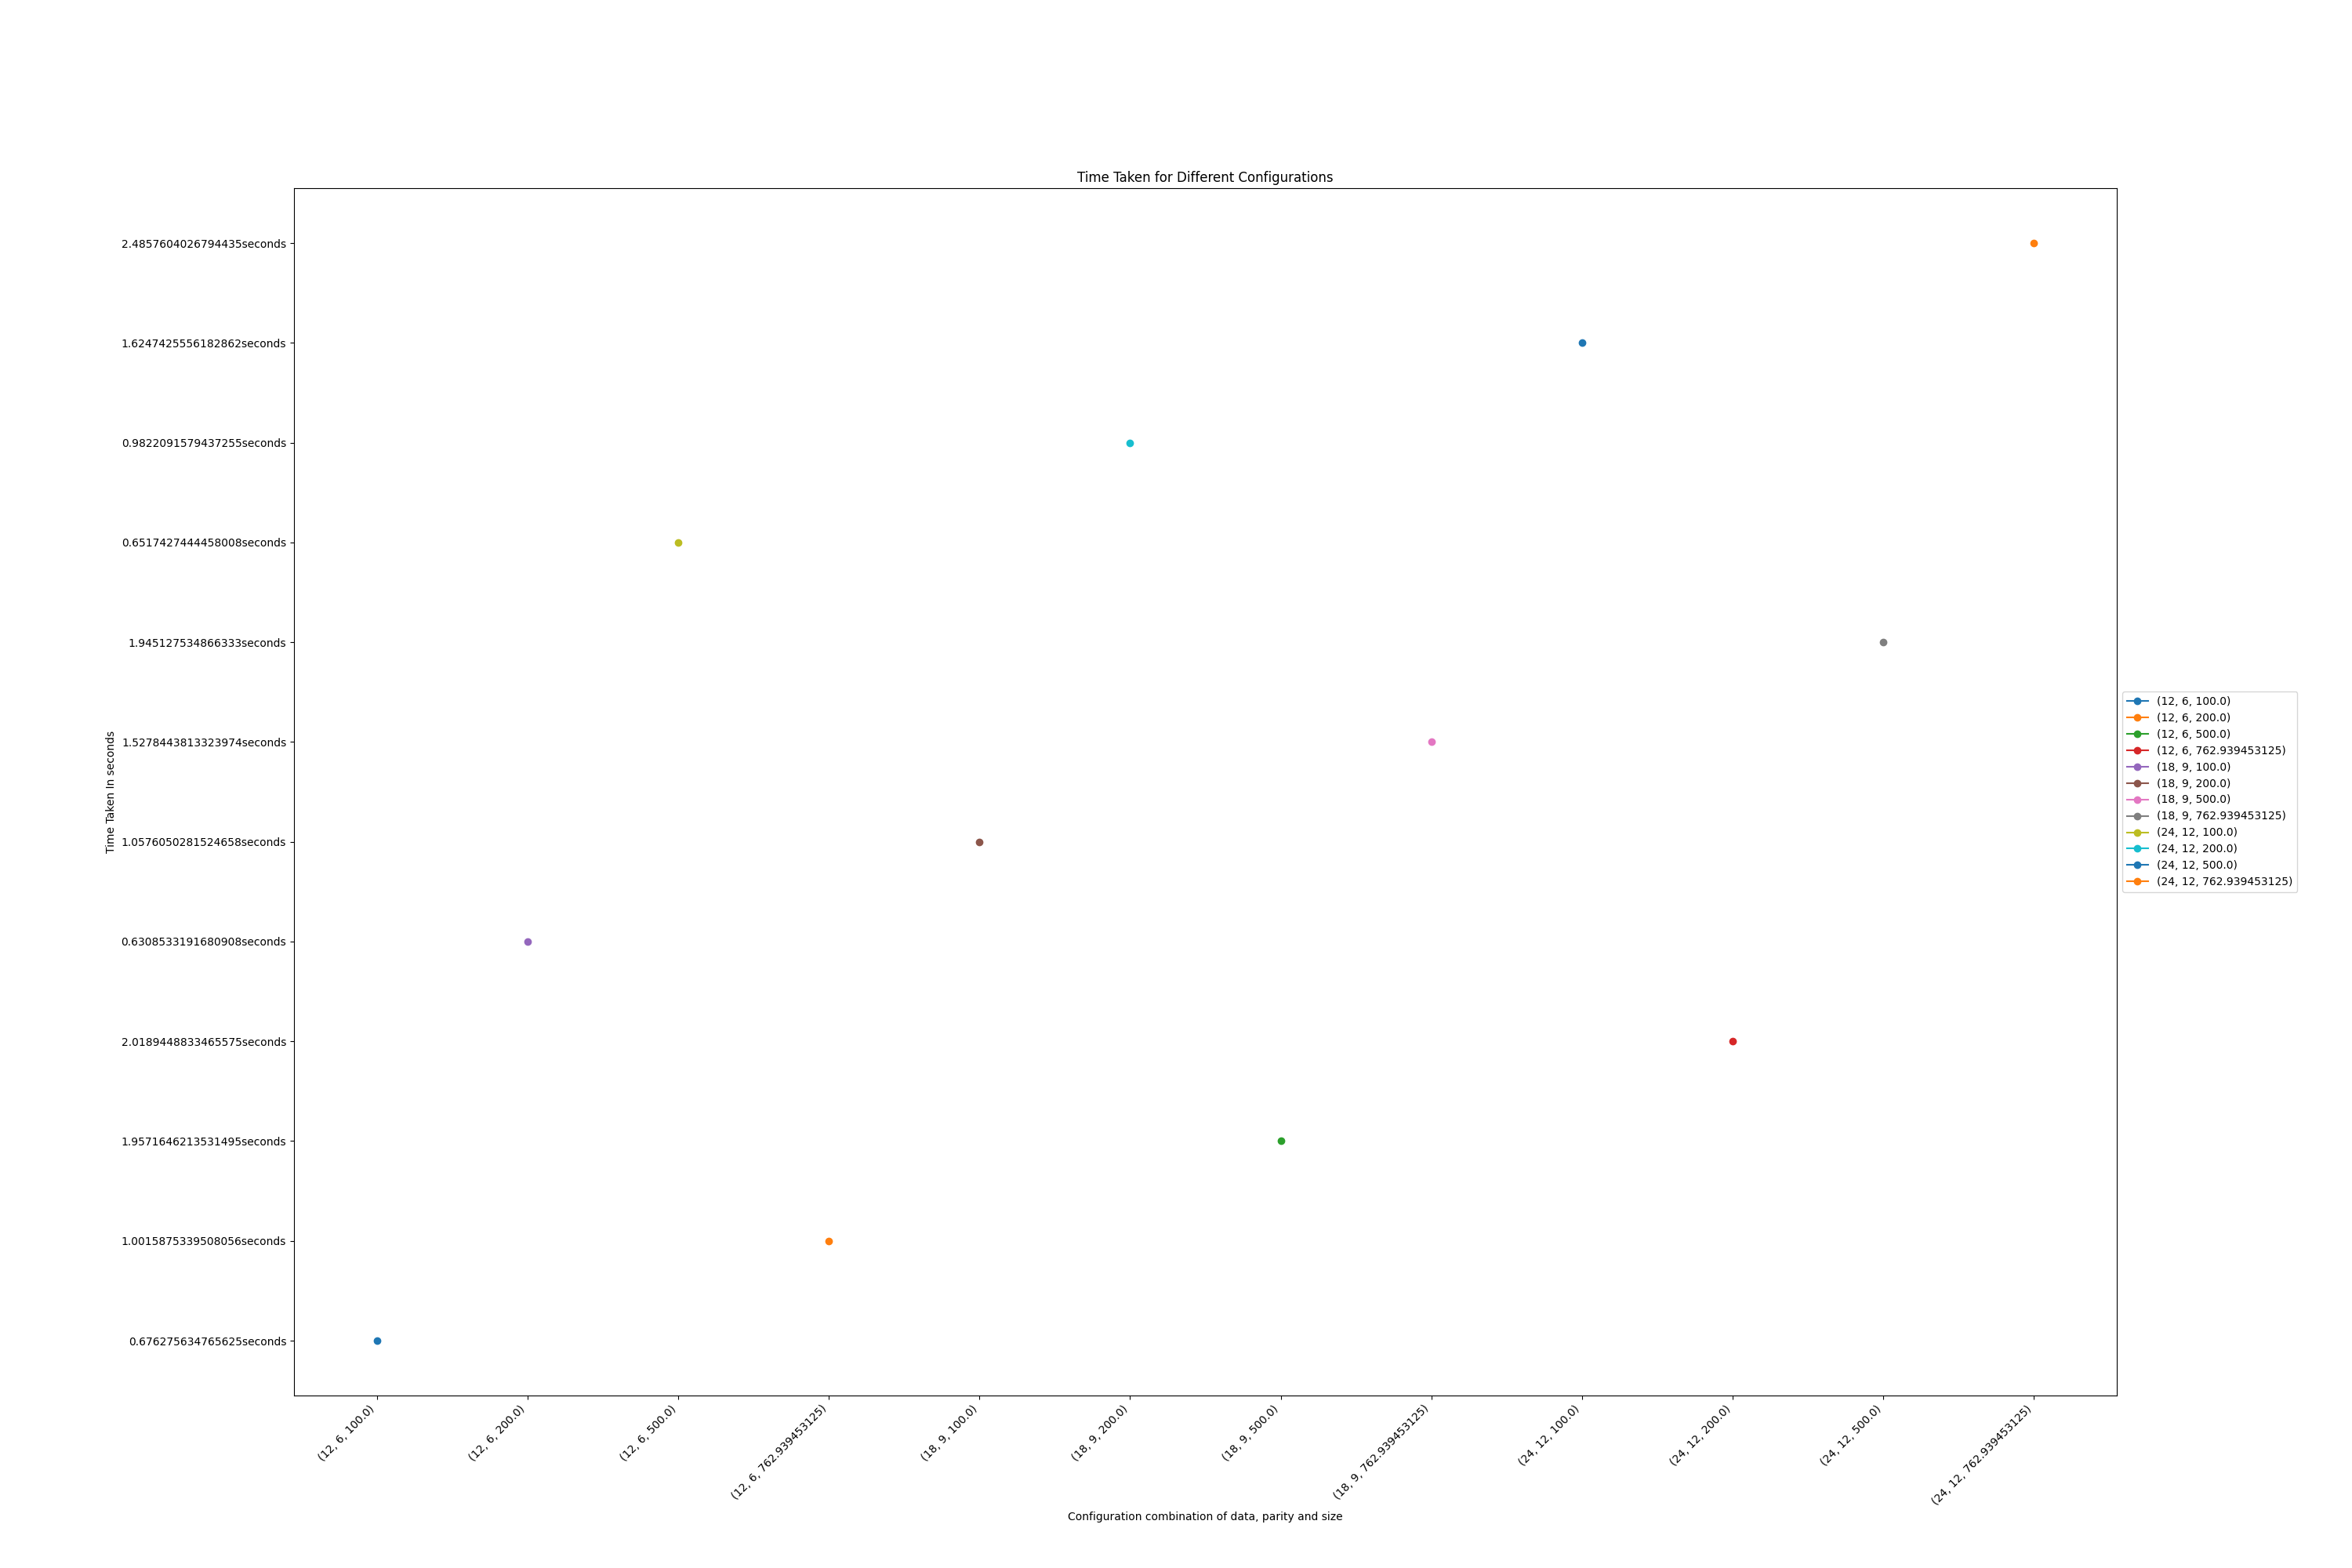 Time Taken for Different Configurations
2.4857604026794435seconds
1.6247425556182862seconds
0.9822091579437255seconds
0.6517427444458008seconds
1.945127534866333seconds
1.5278443813323974seconds
1.0576050281524658seconds
0.6308533191680908seconds
2.0189448833465575seconds
1.9571646213531495seconds
1.0015875339508056seconds
0.676275634765625seconds
Time Taken In seconds
(12, 6, 100.0)
(12, 6, 200.0)
(12, 6, 500.0)
(12, 6, 762.939453125)
(18, 9, 100.0)
(18, 9, 200.0)
(18, 9, 500.0)
(18, 9, 762.939453125)
(24, 12, 100.0)
(24, 12, 200.0)
(24, 12, 500.0)
(24, 12, 762.939453125)
Configuration combination of data, parity and size
(12, 6, 100.0)
(12, 6, 200.0)
(12, 6, 500.0)
(12, 6, 762.939453125)
(18, 9, 100.0)
(18, 9, 200.0)
(18, 9, 500.0)
(18, 9, 762.939453125)
(24, 12, 100.0)
(24, 12, 200.0)
(24, 12, 500.0)
(24, 12, 762.939453125)